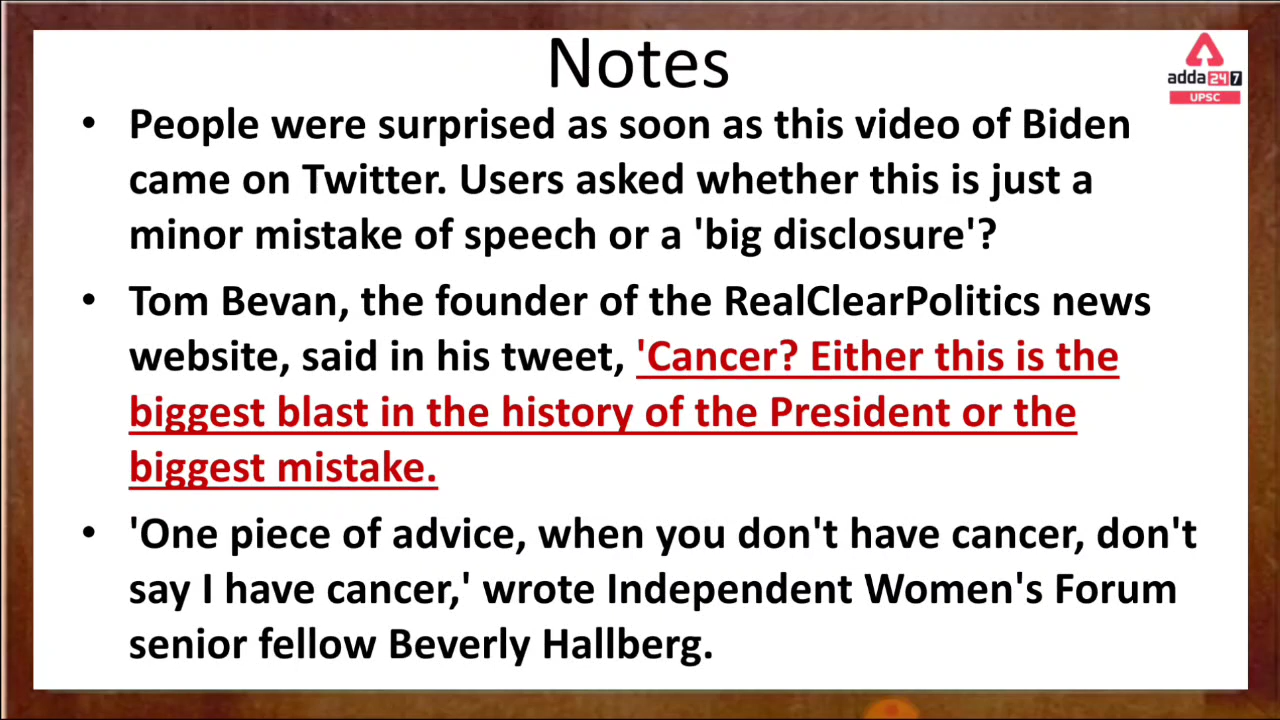 Notes
adda247
UPSC
• People were surprised as soon as this video of Biden
came on Twitter. Users asked whether this is just a
minor mistake of speech or a 'big disclosure'?
• Tom Bevan, the founder of the RealClearPolitics news
website, said in his tweet, 'Cancer? Either this is the
biggest blast in the history of the President or the
biggest mistake.
• 'One piece of advice, when you don't have cancer, don't
say I have cancer,' wrote Independent Women's Forum
senior fellow Beverly Hallberg.